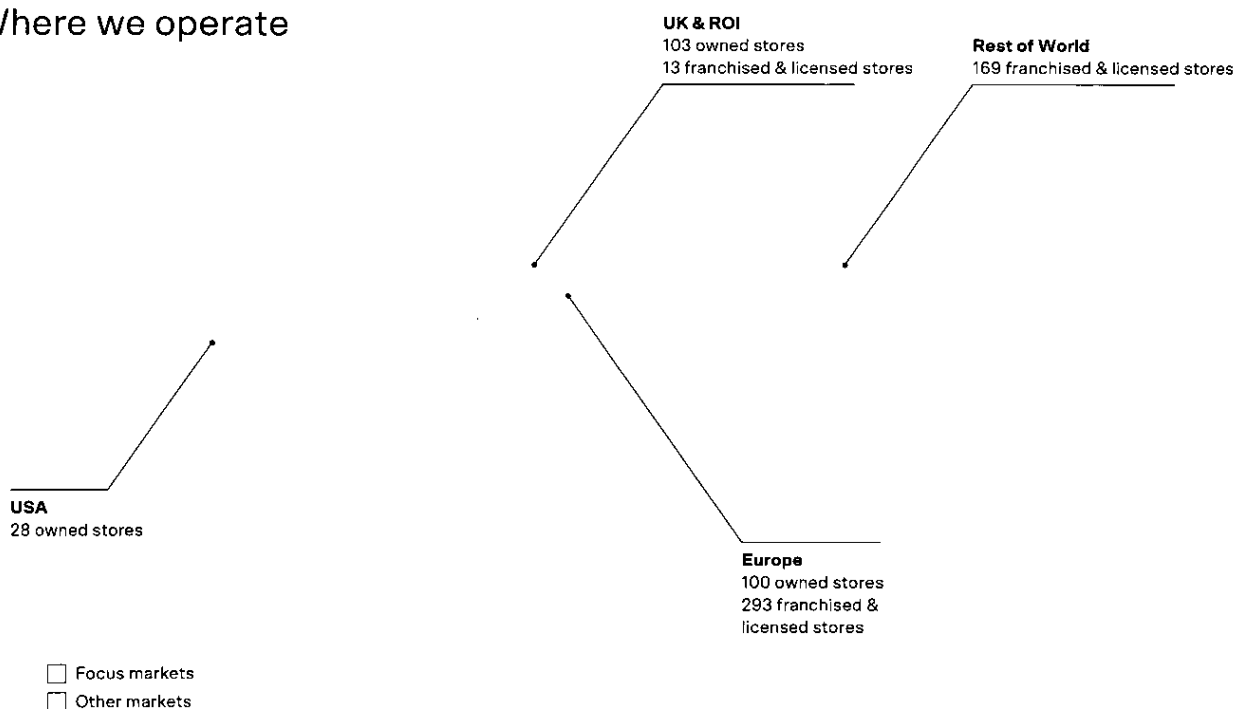 Where we operate
UK & ROI
103 owned stores
13 franchised & licensed stores
Rest of World
169 franchised & licensed stores
USA
28 owned stores
Europe
100 owned stores
293 franchised &
licensed stores
Focus markets
Other markets